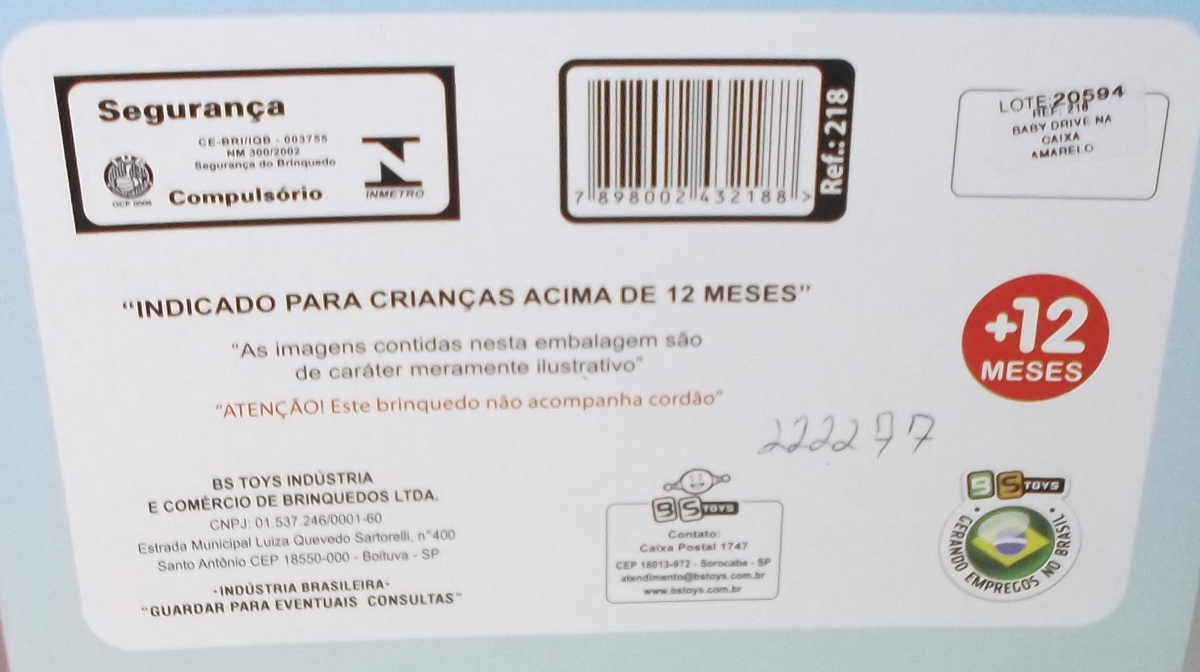 Segurança
CE-BRI/IQB - 003755
NM 300/2002
Segurança do Brinquedo
OCP 0006
Compulsório
INMETRO
7 898002 432188 >
Ref.: 218
LOTE:20594
REF: 218
BABY DRIVE NA
CAIXA
AMARELO
“INDICADO PARA CRIANÇAS ACIMA DE 12 MESES”
+12
MESES
"As imagens contidas nesta embalagem são
de caráter meramente ilustrativo"
“ATENÇÃO! Este brinquedo não acompanha cordão”
222277
BS TOYS INDÚSTRIA
E COMÉRCIO DE BRINQUEDOS LTDA.
CNPJ: 01.537.246/0001-60
Estrada Municipal Luiza Quevedo Sartorelli, n°400
Santo Antônio CEP 18550-000 - Boituva - SP
-INDÚSTRIA BRASILEIRA-
"GUARDAR PARA EVENTUAIS CONSULTAS"
BS TOYS
Contato:
Caixa Postal 1747
CEP 18013-972 - Sorocaba - SP
atendimento@bstoys.com.br
www.bstoys.com.br
BS TOYS
• GERANDO EMPREGOS NO BRASIL •